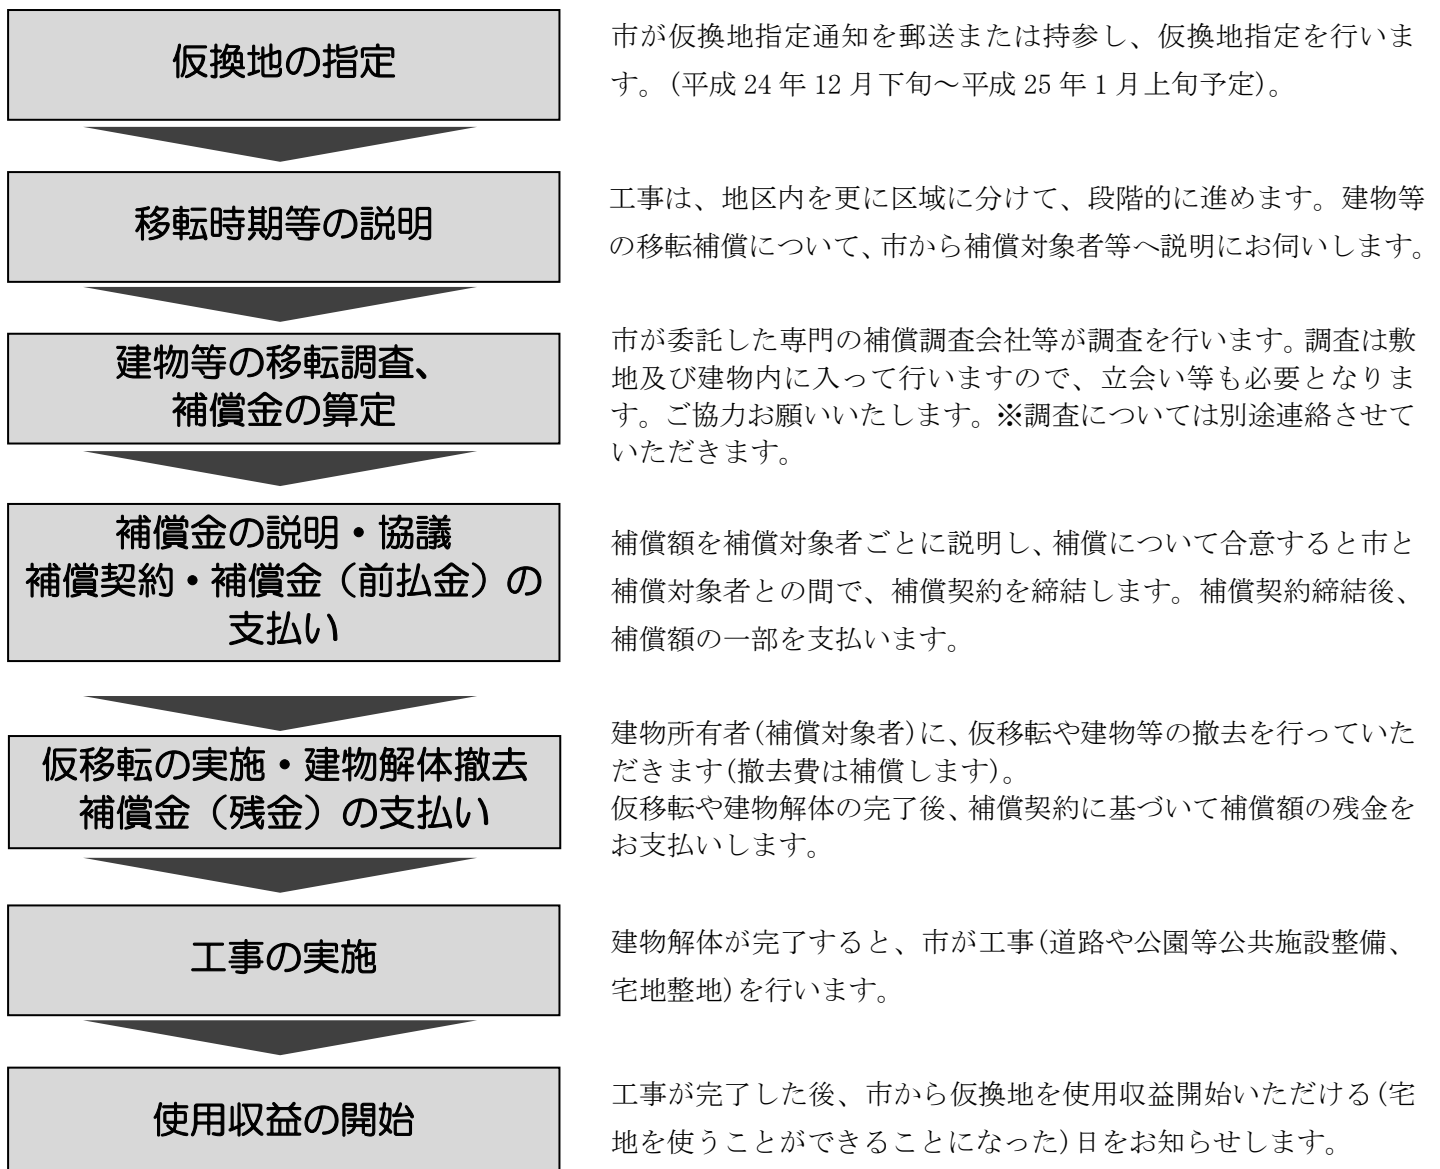 仮換地の指定
市が仮換地指定通知を郵送または持参し、仮換地指定を行いま
す。(平成 24 年 12 月下旬～平成 25 年 1 月上旬予定)。
移転時期等の説明
工事は、地区内を更に区域に分けて、段階的に進めます。建物等
の移転補償について、市から補償対象者等へ説明にお伺いします。
建物等の移転調査、
補償金の算定
市が委託した専門の補償調査会社等が調査を行います。調査は敷
地及び建物内に入って行いますので、立会い等も必要となりま
す。ご協力お願いいたします。※調査については別途連絡させて
いただきます。
補償金の説明・協議
補償契約・補償金（前払金）の
支払い
補償額を補償対象者ごとに説明し、補償について合意すると市と
補償対象者との間で、補償契約を締結します。補償契約締結後、
補償額の一部を支払います。
仮移転の実施・建物解体撤去
補償金（残金）の支払い
建物所有者(補償対象者)に、仮移転や建物等の撤去を行っていた
だきます(撤去費は補償します)。
仮移転や建物解体の完了後、補償契約に基づいて補償額の残金を
お支払いします。
工事の実施
建物解体が完了すると、市が工事(道路や公園等公共施設整備、
宅地整地)を行います。
使用収益の開始
工事が完了した後、市から仮換地を使用収益開始いただける(宅
地を使うことができることになった)日をお知らせします。